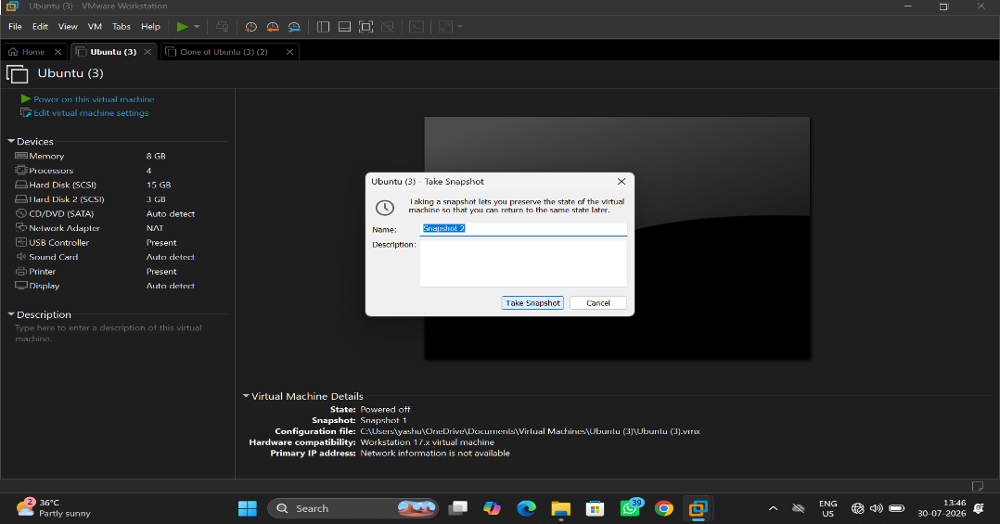 Ubuntu (3) - VMware Workstation
File Edit View VM Tabs Help
Home Ubuntu (3) Clone of Ubuntu (3) (2)
Ubuntu (3)
Power on this virtual machine
Edit virtual machine settings
Devices
Memory 8 GB
Processors 4
Hard Disk (SCSI) 15 GB
Hard Disk 2 (SCSI) 3 GB
CD/DVD (SATA) Auto detect
Network Adapter NAT
USB Controller Present
Sound Card Auto detect
Printer Present
Display Auto detect
Description
Type here to enter a description of this virtual
machine.
Ubuntu (3) - Take Snapshot
Taking a snapshot lets you preserve the state of the virtual
machine so that you can return to the same state later.
Name: Snapshot 2
Description:
Take Snapshot Cancel
Virtual Machine Details
State: Powered off
Snapshot: Snapshot 1
Configuration file: C:\Users\yashu\OneDrive\Documents\Virtual Machines\Ubuntu (3)\Ubuntu (3).vmx
Hardware compatibility: Workstation 17.x virtual machine
Primary IP address: Network information is not available
2 36°C
Partly sunny
Search
39
ENG
US
13:46
30-07-2026